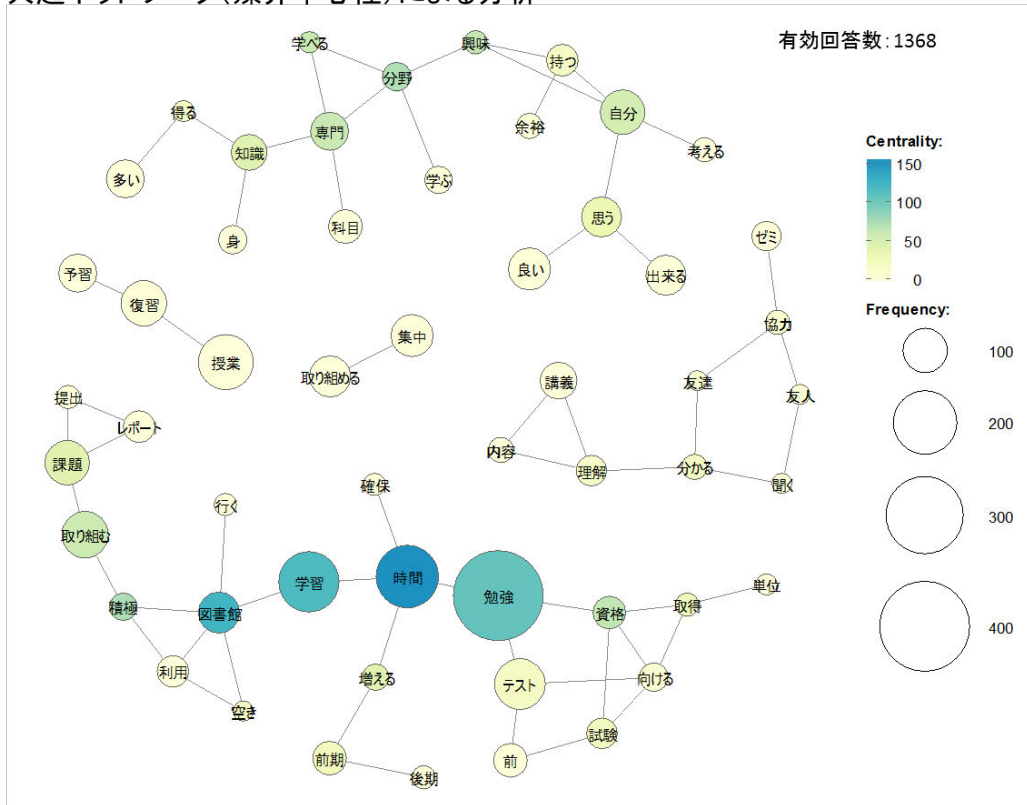 有効回答数:1368
学べる
興味
持つ
分野
自分
得る
専門
余裕
考える
知識
多い
学ぶ
身
科目
思う
ゼミ
良い
出来る
予習
復習
授業
集中
取り組める
協力
講義
友達
友人
提出
レポート
課題
内容
理解
分かる
聞く
確保
行く
取り組む
学習
時間
勉強
単位
積極
図書館
資格
取得
利用
増える
テスト
向ける
空き
試験
前期
後期
前
Centrality:
150
100
50
0
Frequency:
100
200
300
400